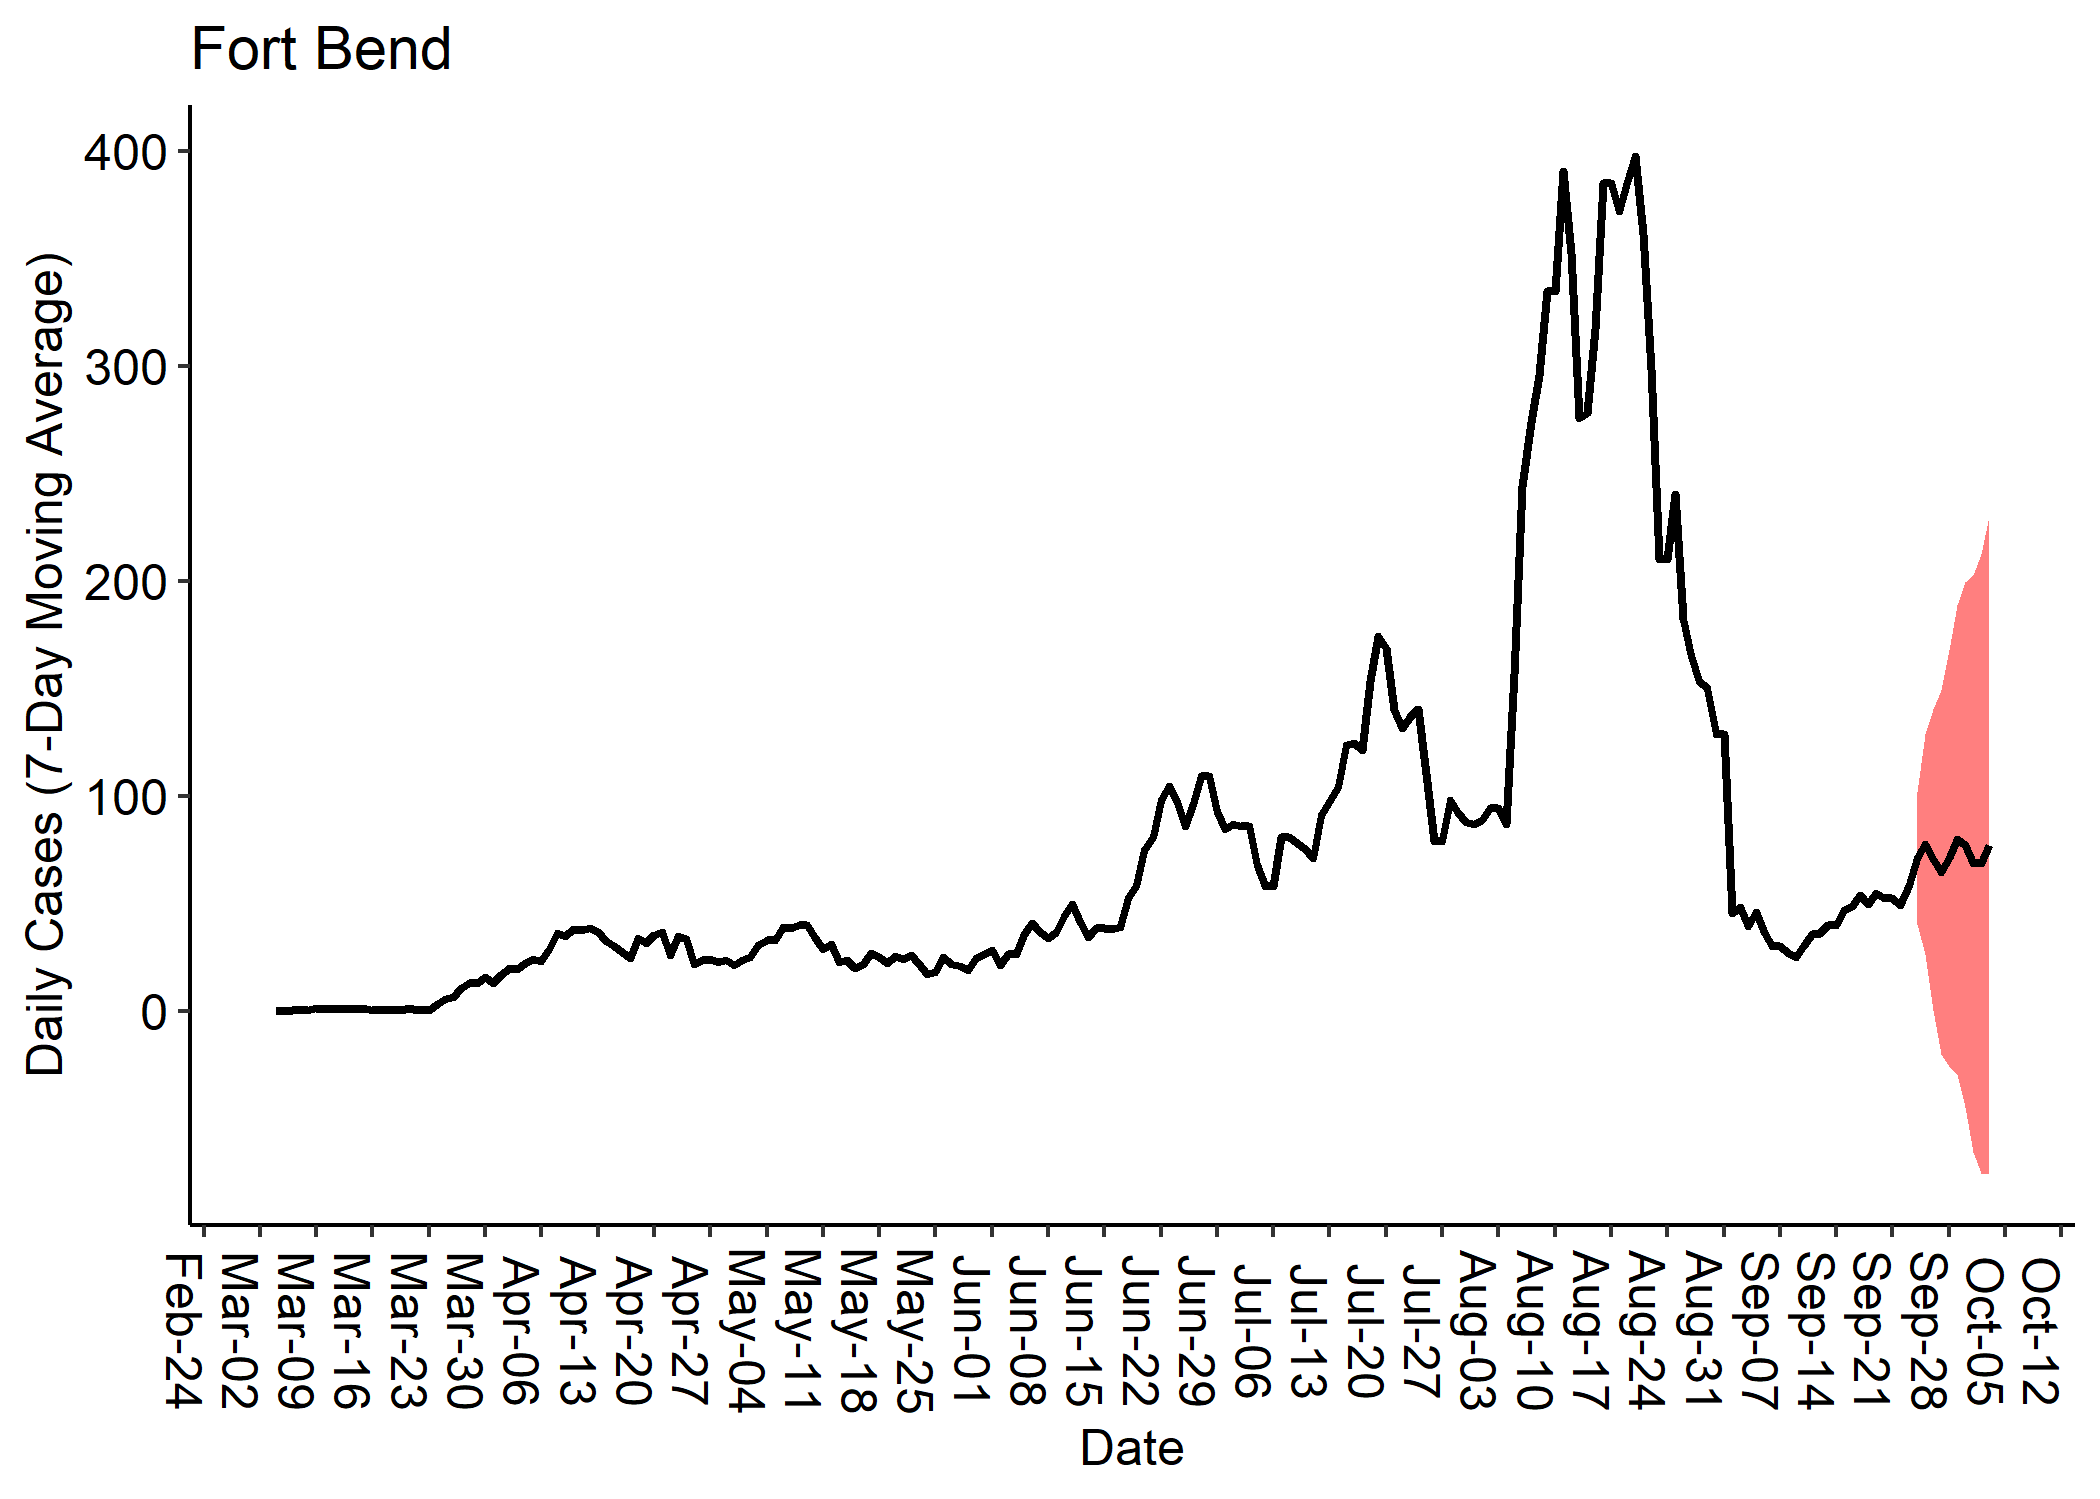 Fort Bend
Daily Cases (7-Day Moving Average)
400
300
200
100
0
Feb-24
Mar-02
Mar-09
Mar-16
Mar-23
Mar-30
Apr-06
Apr-13
Apr-20
Apr-27
May-04
May-11
May-18
May-25
Jun-01
Jun-08
Jun-15
Jun-22
Jun-29
Jul-06
Jul-13
Jul-20
Jul-27
Aug-03
Aug-10
Aug-17
Aug-24
Aug-31
Sep-07
Sep-14
Sep-21
Sep-28
Oct-05
Oct-12
Date